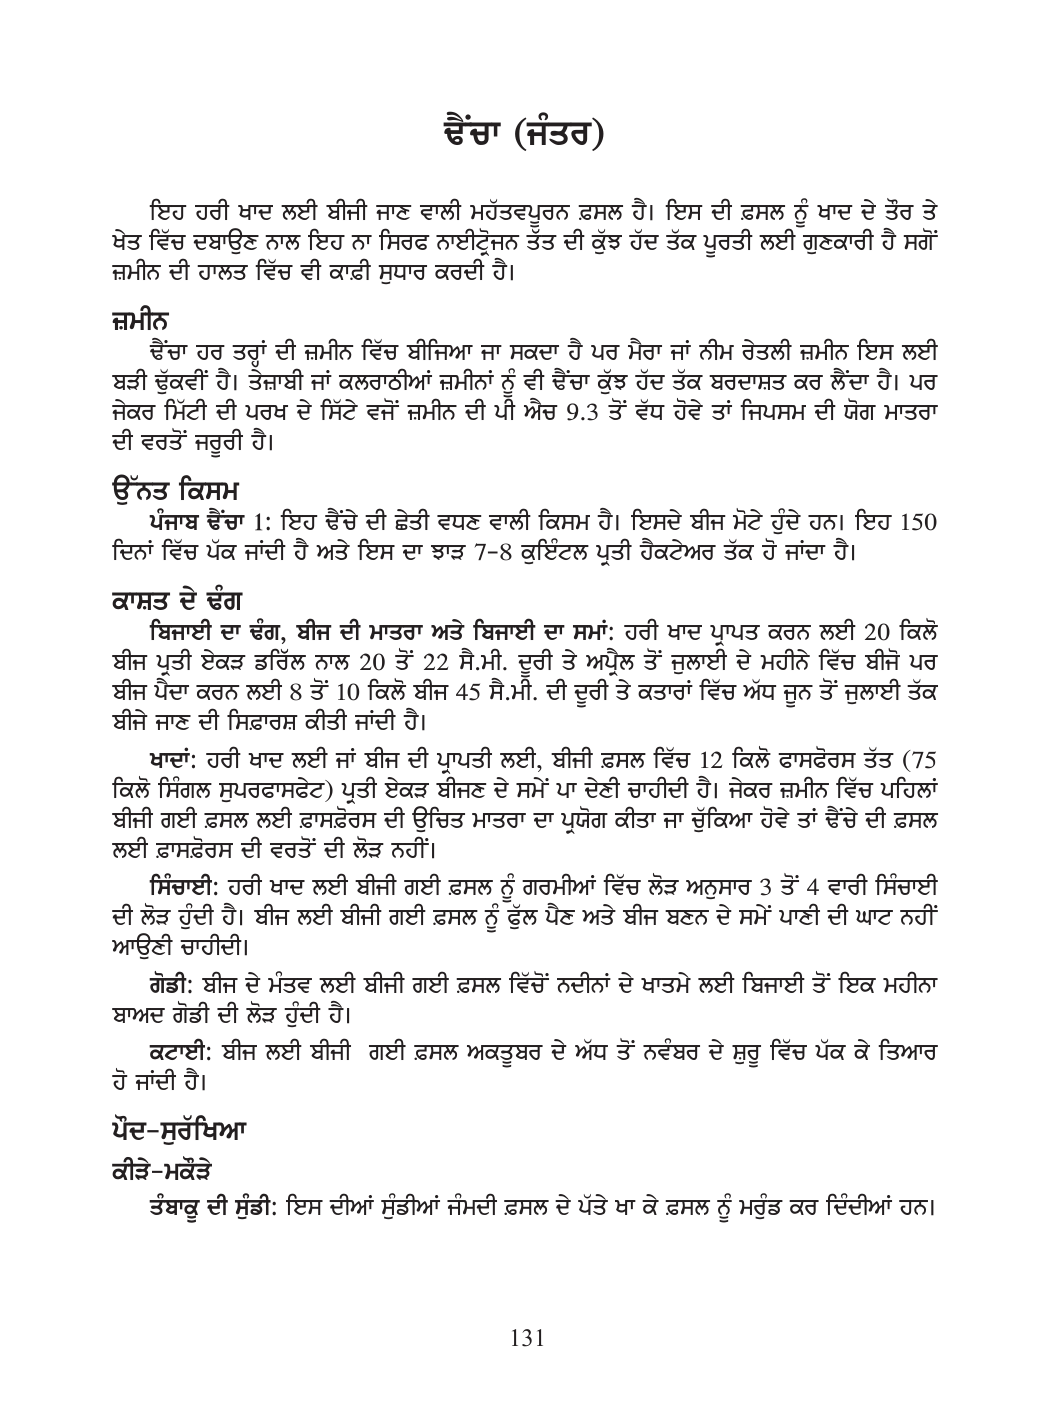 ਢੈਂਚਾ (ਜੰਤਰ)
ਇਹ ਹਰੀ ਖਾਦ ਲਈ ਬੀਜੀ ਜਾਣ ਵਾਲੀ ਮਹੱਤਵਪੂਰਨ ਫ਼ਸਲ ਹੈ। ਇਸ ਦੀ ਫ਼ਸਲ ਨੂੰ ਖਾਦ ਦੇ ਤੌਰ ਤੇ
ਖੇਤ ਵਿੱਚ ਦਬਾਉਣ ਨਾਲ ਇਹ ਨਾ ਸਿਰਫ ਨਾਈਟ੍ਰੋਜਨ ਤੱਤ ਦੀ ਕੁੱਝ ਹੱਦ ਤੱਕ ਪੂਰਤੀ ਲਈ ਗੁਣਕਾਰੀ ਹੈ ਸਗੋਂ
ਜ਼ਮੀਨ ਦੀ ਹਾਲਤ ਵਿੱਚ ਵੀ ਕਾਫ਼ੀ ਸੁਧਾਰ ਕਰਦੀ ਹੈ।
ਜ਼ਮੀਨ
ਢੈਂਚਾ ਹਰ ਤਰ੍ਹਾਂ ਦੀ ਜ਼ਮੀਨ ਵਿੱਚ ਬੀਜਿਆ ਜਾ ਸਕਦਾ ਹੈ ਪਰ ਮੈਰਾ ਜਾਂ ਨੀਮ ਰੇਤਲੀ ਜ਼ਮੀਨ ਇਸ ਲਈ
ਬੜੀ ਢੁੱਕਵੀਂ ਹੈ। ਤੇਜ਼ਾਬੀ ਜਾਂ ਕਲਰਾਠੀਆਂ ਜ਼ਮੀਨਾਂ ਨੂੰ ਵੀ ਢੈਂਚਾ ਕੁੱਝ ਹੱਦ ਤੱਕ ਬਰਦਾਸ਼ਤ ਕਰ ਲੈਂਦਾ ਹੈ। ਪਰ
ਜੇਕਰ ਮਿੱਟੀ ਦੀ ਪਰਖ ਦੇ ਸਿੱਟੇ ਵਜੋਂ ਜ਼ਮੀਨ ਦੀ ਪੀ ਐਚ 9.3 ਤੋਂ ਵੱਧ ਹੋਵੇ ਤਾਂ ਜਿਪਸਮ ਦੀ ਯੋਗ ਮਾਤਰਾ
ਦੀ ਵਰਤੋਂ ਜਰੂਰੀ ਹੈ।
ਉੱਨਤ ਕਿਸਮ
ਪੰਜਾਬ ਢੈਂਚਾ 1: ਇਹ ਢੈਂਚੇ ਦੀ ਛੇਤੀ ਵਧਣ ਵਾਲੀ ਕਿਸਮ ਹੈ। ਇਸਦੇ ਬੀਜ ਮੋਟੇ ਹੁੰਦੇ ਹਨ। ਇਹ 150
ਦਿਨਾਂ ਵਿੱਚ ਪੱਕ ਜਾਂਦੀ ਹੈ ਅਤੇ ਇਸ ਦਾ ਝਾੜ 7-8 ਕੁਇੰਟਲ ਪ੍ਰਤੀ ਹੈਕਟੇਅਰ ਤੱਕ ਹੋ ਜਾਂਦਾ ਹੈ।
ਕਾਸ਼ਤ ਦੇ ਢੰਗ
ਬਿਜਾਈ ਦਾ ਢੰਗ, ਬੀਜ ਦੀ ਮਾਤਰਾ ਅਤੇ ਬਿਜਾਈ ਦਾ ਸਮਾਂ: ਹਰੀ ਖਾਦ ਪ੍ਰਾਪਤ ਕਰਨ ਲਈ 20 ਕਿਲੋ
ਬੀਜ ਪ੍ਰਤੀ ਏਕੜ ਡਰਿੱਲ ਨਾਲ 20 ਤੋਂ 22 ਸੈ.ਮੀ. ਦੂਰੀ ਤੇ ਅਪ੍ਰੈਲ ਤੋਂ ਜੁਲਾਈ ਦੇ ਮਹੀਨੇ ਵਿੱਚ ਬੀਜੋ ਪਰ
ਬੀਜ ਪੈਦਾ ਕਰਨ ਲਈ 8 ਤੋਂ 10 ਕਿਲੋ ਬੀਜ 45 ਸੈ.ਮੀ. ਦੀ ਦੂਰੀ ਤੇ ਕਤਾਰਾਂ ਵਿੱਚ ਅੱਧ ਜੂਨ ਤੋਂ ਜੁਲਾਈ ਤੱਕ
ਬੀਜੇ ਜਾਣ ਦੀ ਸਿਫ਼ਾਰਸ਼ ਕੀਤੀ ਜਾਂਦੀ ਹੈ।
ਖਾਦਾਂ: ਹਰੀ ਖਾਦ ਲਈ ਜਾਂ ਬੀਜ ਦੀ ਪ੍ਰਾਪਤੀ ਲਈ, ਬੀਜੀ ਫ਼ਸਲ ਵਿੱਚ 12 ਕਿਲੋ ਫਾਸਫੋਰਸ ਤੱਤ (75
ਕਿਲੋ ਸਿੰਗਲ ਸੁਪਰਫਾਸਫੇਟ) ਪ੍ਰਤੀ ਏਕੜ ਬੀਜਣ ਦੇ ਸਮੇਂ ਪਾ ਦੇਣੀ ਚਾਹੀਦੀ ਹੈ। ਜੇਕਰ ਜ਼ਮੀਨ ਵਿੱਚ ਪਹਿਲਾਂ
ਬੀਜੀ ਗਈ ਫ਼ਸਲ ਲਈ ਫ਼ਾਸਫ਼ੋਰਸ ਦੀ ਉਚਿਤ ਮਾਤਰਾ ਦਾ ਪ੍ਰਯੋਗ ਕੀਤਾ ਜਾ ਚੁੱਕਿਆ ਹੋਵੇ ਤਾਂ ਢੈਂਚੇ ਦੀ ਫ਼ਸਲ
ਲਈ ਫ਼ਾਸਫ਼ੋਰਸ ਦੀ ਵਰਤੋਂ ਦੀ ਲੋੜ ਨਹੀਂ।
ਸਿੰਚਾਈ: ਹਰੀ ਖਾਦ ਲਈ ਬੀਜੀ ਗਈ ਫ਼ਸਲ ਨੂੰ ਗਰਮੀਆਂ ਵਿੱਚ ਲੋੜ ਅਨੁਸਾਰ 3 ਤੋਂ 4 ਵਾਰੀ ਸਿੰਚਾਈ
ਦੀ ਲੋੜ ਹੁੰਦੀ ਹੈ। ਬੀਜ ਲਈ ਬੀਜੀ ਗਈ ਫ਼ਸਲ ਨੂੰ ਫੁੱਲ ਪੈਣ ਅਤੇ ਬੀਜ ਬਣਨ ਦੇ ਸਮੇਂ ਪਾਣੀ ਦੀ ਘਾਟ ਨਹੀਂ
ਆਉਣੀ ਚਾਹੀਦੀ।
ਗੋਡੀ: ਬੀਜ ਦੇ ਮੰਤਵ ਲਈ ਬੀਜੀ ਗਈ ਫ਼ਸਲ ਵਿੱਚੋਂ ਨਦੀਨਾਂ ਦੇ ਖਾਤਮੇ ਲਈ ਬਿਜਾਈ ਤੋਂ ਇਕ ਮਹੀਨਾ
ਬਾਅਦ ਗੋਡੀ ਦੀ ਲੋੜ ਹੁੰਦੀ ਹੈ।
ਕਟਾਈ: ਬੀਜ ਲਈ ਬੀਜੀ ਗਈ ਫ਼ਸਲ ਅਕਤੂਬਰ ਦੇ ਅੱਧ ਤੋਂ ਨਵੰਬਰ ਦੇ ਸ਼ੁਰੂ ਵਿੱਚ ਪੱਕ ਕੇ ਤਿਆਰ
ਹੋ ਜਾਂਦੀ ਹੈ।
ਪੌਦ-ਸੁਰੱਖਿਆ
ਕੀੜੇ-ਮਕੌੜੇ
ਤੰਬਾਕੂ ਦੀ ਸੁੰਡੀ: ਇਸ ਦੀਆਂ ਸੁੰਡੀਆਂ ਜੰਮਦੀ ਫ਼ਸਲ ਦੇ ਪੱਤੇ ਖਾ ਕੇ ਫ਼ਸਲ ਨੂੰ ਮਰੁੰਡ ਕਰ ਦਿੰਦੀਆਂ ਹਨ।
131